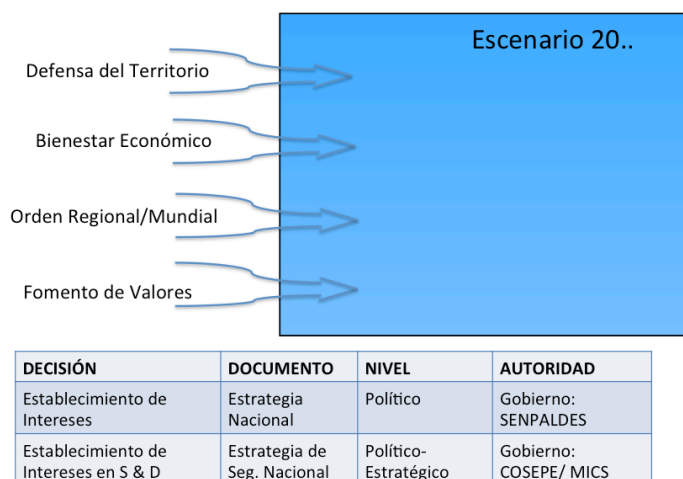 Escenario 20..
Defensa del Territorio
Bienestar Económico
Orden Regional/Mundial
Fomento de Valores
DECISIÓN DOCUMENTO NIVEL AUTORIDAD
Establecimiento de Estrategia Político Gobierno:
Intereses Nacional SENPALDES
Establecimiento de Estrategia de Político- Gobierno:
Intereses en S & D Seg. Nacional Estratégico COSEPE/ MICS